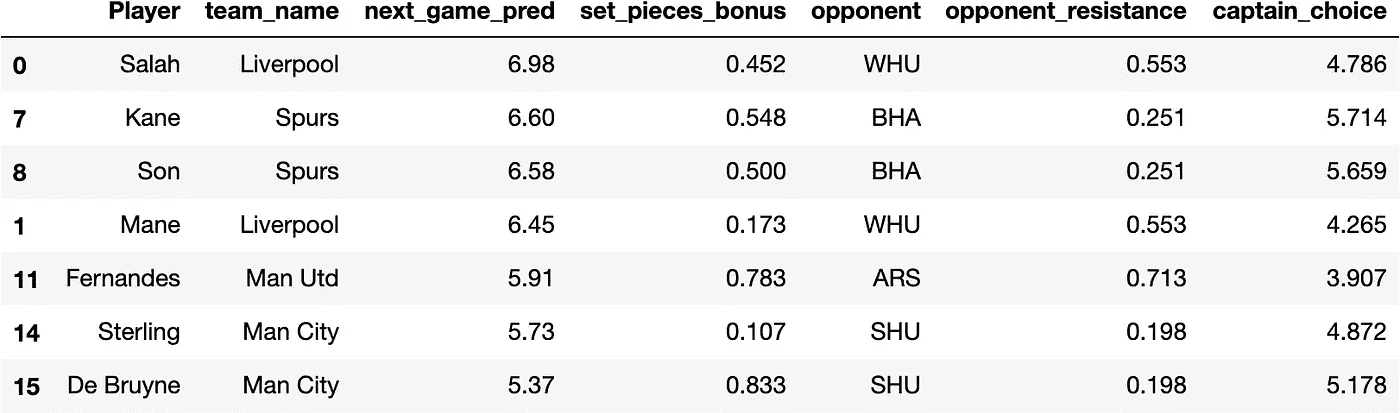 Player team_name next_game_pred set_pieces_bonus opponent opponent_resistance captain_choice
0 Salah Liverpool 6.98 0.452 WHU 0.553 4.786
7 Kane Spurs 6.60 0.548 BHA 0.251 5.714
8 Son Spurs 6.58 0.500 BHA 0.251 5.659
1 Mane Liverpool 6.45 0.173 WHU 0.553 4.265
11 Fernandes Man Utd 5.91 0.783 ARS 0.713 3.907
14 Sterling Man City 5.73 0.107 SHU 0.198 4.872
15 De Bruyne Man City 5.37 0.833 SHU 0.198 5.178